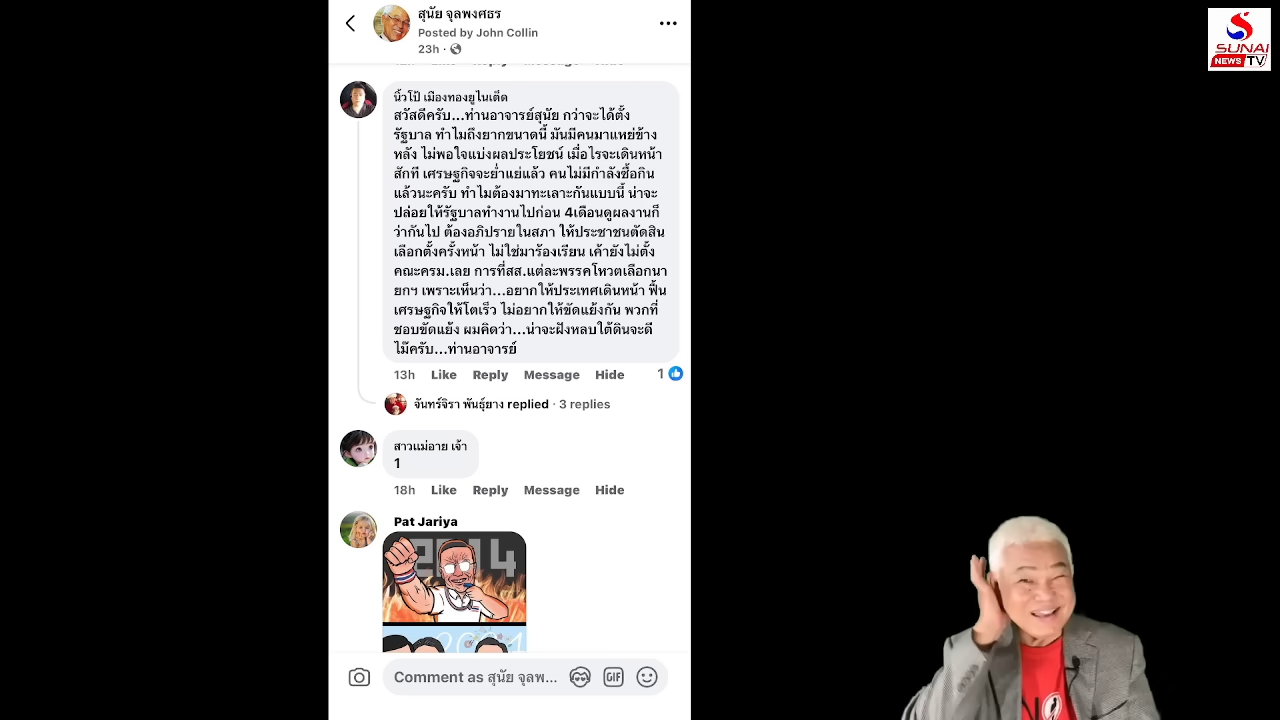 สุนัย จุลพงศธร
Posted by John Collin
23h
SUNAI
NEWS TV
นิ้วโป้ เมืองทองยูไนเต็ด
สวัสดีครับ...ท่านอาจารย์สุนัย กว่าจะได้ตั้ง
รัฐบาล ทำไมถึงยากขนาดนี้ มันมีคนมาแหย่ข้าง
หลัง ไม่พอใจแบ่งผลประโยชน์ เมื่อไรจะเดินหน้า
สักที เศรษฐกิจจะย่ำแย่แล้ว คนไม่มีกำลังซื้อกิน
แล้วนะครับ ทำไมต้องมาทะเลาะกันแบบนี้ น่าจะ
ปล่อยให้รัฐบาลทำงานไปก่อน 4เดือนดูผลงานก็
ว่ากันไป ต้องอภิปรายในสภา ให้ประชาชนตัดสิน
เลือกตั้งครั้งหน้า ไม่ใช่มาร้องเรียน เค้ายังไม่ตั้ง
คณะครม.เลย การที่สส.แต่ละพรรคโหวตเลือกนา
ยกฯ เพราะเห็นว่า...อยากให้ประเทศเดินหน้า ฟื้น
เศรษฐกิจให้โตเร็ว ไม่อยากให้ขัดแย้งกัน พวกที่
ชอบขัดแย้ง ผมคิดว่า...น่าจะฝังหลบใต้ดินจะดี
ไม๊ครับ...ท่านอาจารย์
13h Like Reply Message Hide 1
จันทร์จิรา พันธุ์ยาง replied · 3 replies
สาวแม่อาย เจ้า
1
18h Like Reply Message Hide
Pat Jariya
2014
Comment as สุนัย จุลพ... GIF